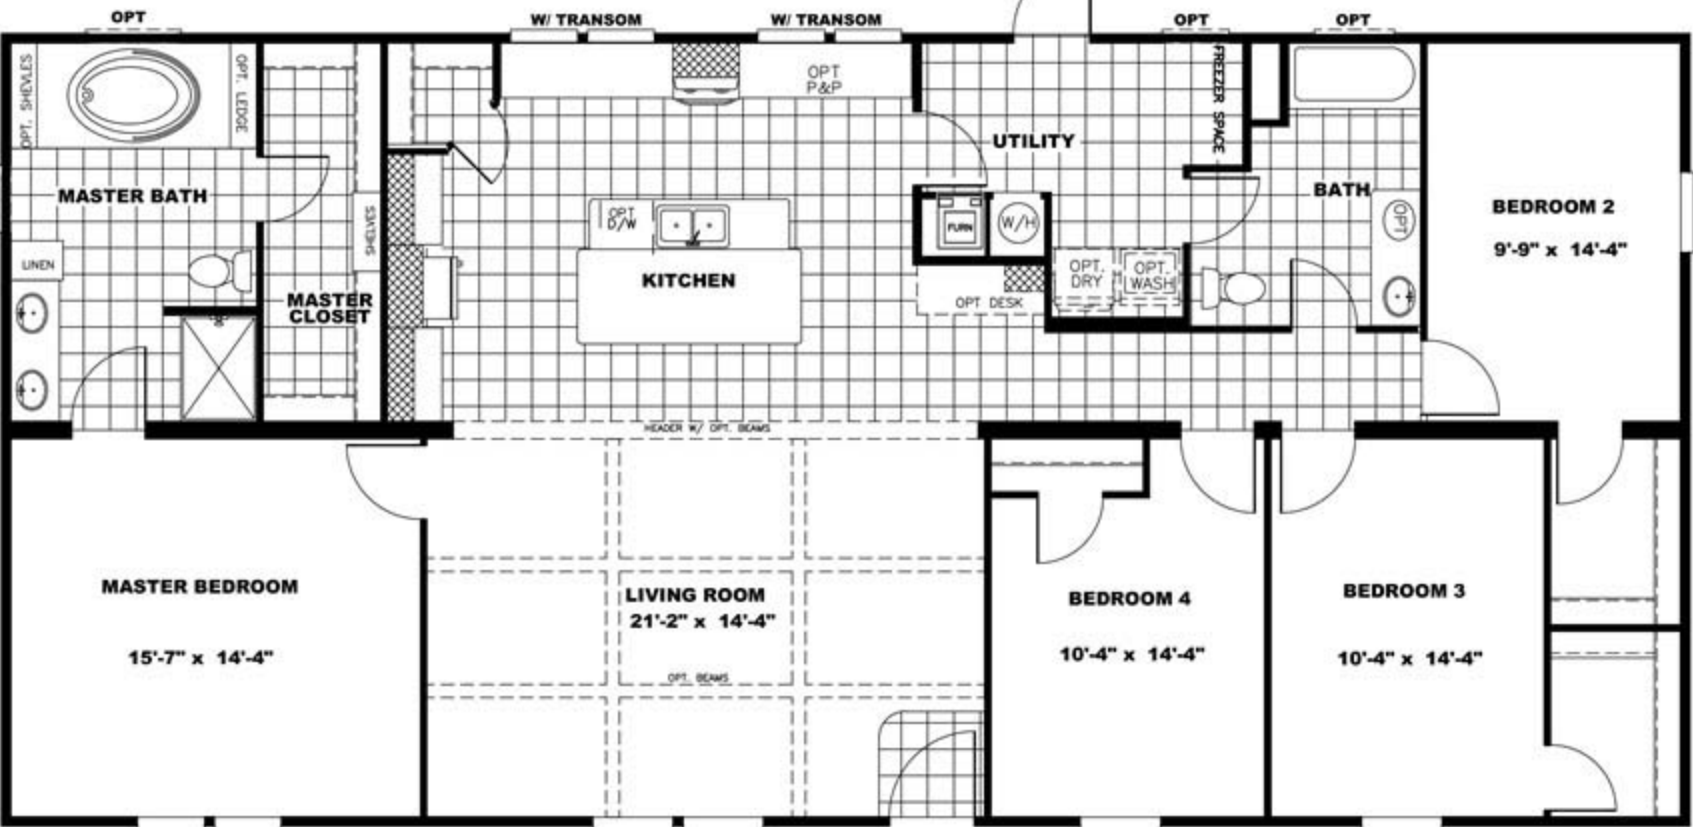 OPT
W/ TRANSOM
W/ TRANSOM
OPT
OPT
OPT. SHEVLES
OPT. LEDGE
OPT
P&P
FREEZER SPACE
UTILITY
MASTER BATH
BATH
BEDROOM 2
9'-9" x 14'-4"
OPT
D/W
SHELVES
FURN
W/H
OPT
LINEN
KITCHEN
OPT.
DRY
OPT.
WASH
MASTER
CLOSET
OPT DESK
HEADER W/ OPT. BEAMS
MASTER BEDROOM
15'-7" x 14'-4"
LIVING ROOM
21'-2" x 14'-4"
OPT. BEAMS
BEDROOM 4
10'-4" x 14'-4"
BEDROOM 3
10'-4" x 14'-4"